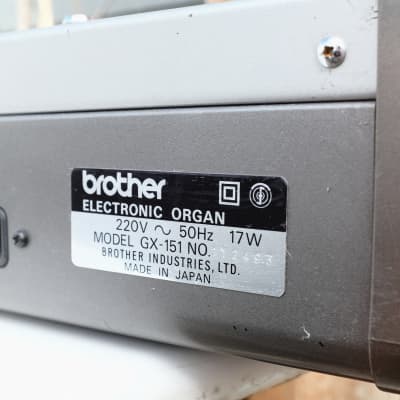 brother
ELECTRONIC ORGAN
220V ~ 50Hz 17W
MODEL GX-151 NO.
BROTHER INDUSTRIES, LTD.
MADE IN JAPAN